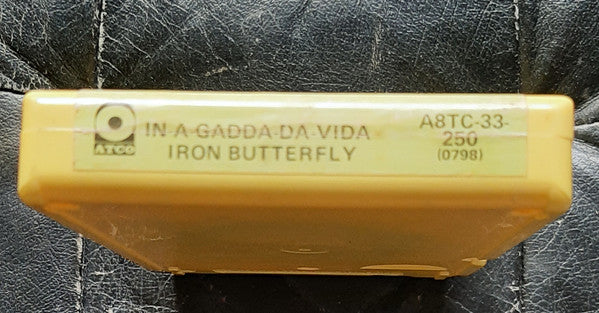 ATCO
IN-A-GADDA-DA-VIDA
IRON BUTTERFLY
A8TC-33-
250
(0798)